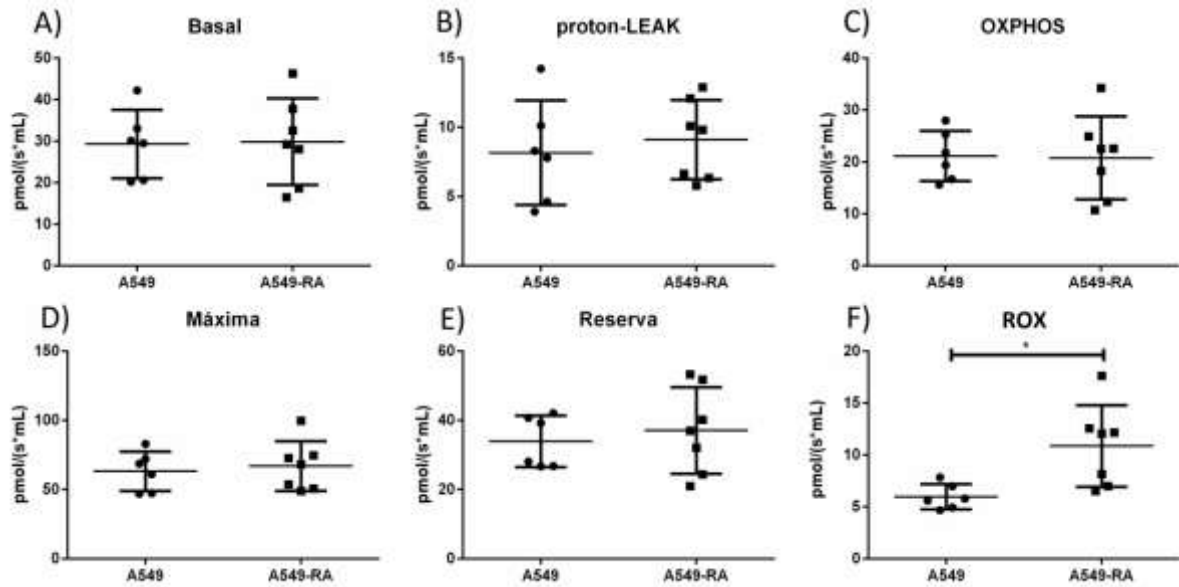 A) Basal
50
40
30
20
10
0
pmol/(s*mL)
A549 A549-RA
B) proton-LEAK
15
10
5
0
pmol/(s*mL)
A549 A549-RA
C) OXPHOS
40
30
20
10
0
pmol/(s*mL)
A549 A549-RA
D) Máxima
150
100
50
0
pmol/(s*mL)
A549 A549-RA
E) Reserva
60
40
20
0
pmol/(s*mL)
A549 A549-RA
F) ROX
20
15
10
5
0
pmol/(s*mL)
*
A549 A549-RA